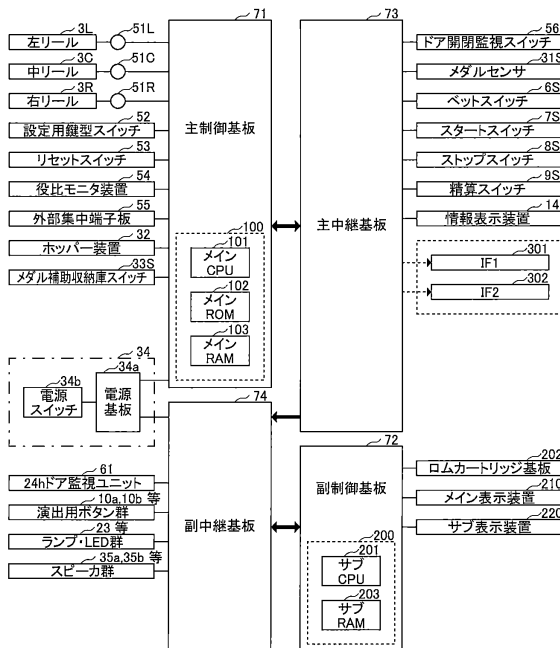 71
73
3L
51L
左リール
3C
51C
中リール
3R
51R
右リール
52
設定用鍵型スイッチ
53
リセットスイッチ
54
役比モニタ装置
55
外部集中端子板
32
ホッパー装置
33S
メダル補助収納庫スイッチ
主制御基板
100
101
メイン
CPU
102
メイン
ROM
103
メイン
RAM
主中継基板
56
ドア開閉監視スイッチ
31S
メダルセンサ
6S
ベットスイッチ
7S
スタートスイッチ
8S
ストップスイッチ
9S
精算スイッチ
14
情報表示装置
301
IF1
302
IF2
34
34a
34b
電源
スイッチ
電源
基板
74
72
61
24hドア監視ユニット
10a,10b 等
演出用ボタン群
23 等
ランプ・LED群
35a,35b 等
スピーカ群
副中継基板
副制御基板
200
201
サブ
CPU
203
サブ
RAM
202
ロムカートリッジ基板
210
メイン表示装置
220
サブ表示装置